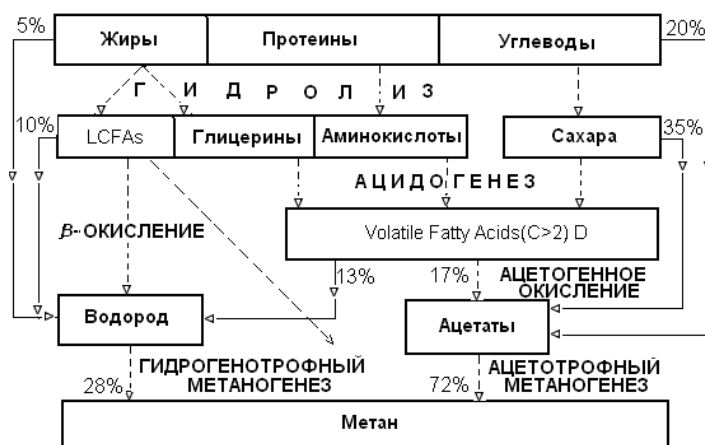 5%
Жиры
Протеины
Углеводы
20%
ГИДРОЛИЗ
10%
LCFAs
Глицерины
Аминокислоты
Сахара
35%
АЦИДОГЕНЕЗ
Volatile Fatty Acids(C>2) D
β-ОКИСЛЕНИЕ
13%
17%
АЦЕТОГЕННОЕ
ОКИСЛЕНИЕ
Водород
Ацетаты
ГИДРОГЕНОТРОФНЫЙ
МЕТАНОГЕНЕЗ
28%
АЦЕТОТРОФНЫЙ
МЕТАНОГЕНЕЗ
72%
Метан